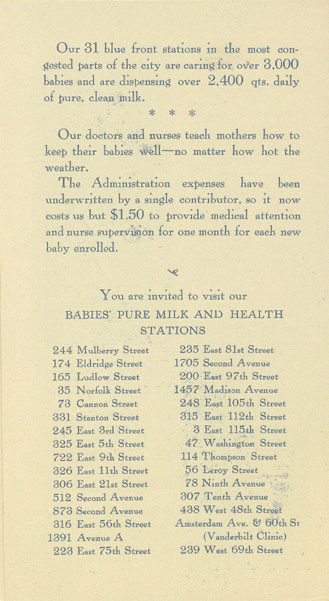 Our 31 blue front stations in the most con-
gested parts of the city are caring for over 3,000
babies and are dispensing over 2,400 qts. daily
of pure, clean milk.
* * *
Our doctors and nurses teach mothers how to
keep their babies well—no matter how hot the
weather.
The Administration expenses have been
underwritten by a single contributor, so it now
costs us but $1.50 to provide medical attention
and nurse supervision for one month for each new
baby enrolled.
You are invited to visit our
BABIES' PURE MILK AND HEALTH
STATIONS
244 Mulberry Street
174 Eldridge Street
165 Ludlow Street
35 Norfolk Street
73 Cannon Street
331 Stanton Street
245 East 3rd Street
325 East 5th Street
722 East 9th Street
326 East 11th Street
306 East 21st Street
512 Second Avenue
873 Second Avenue
316 East 56th Street
1391 Avenue A
223 East 75th Street
235 East 81st Street
1705 Second Avenue
200 East 97th Street
1457 Madison Avenue
248 East 105th Street
315 East 112th Street
3 East 115th Street
47 Washington Street
114 Thompson Street
56 Leroy Street
78 Ninth Avenue
307 Tenth Avenue
438 West 48th Street
Amsterdam Ave. & 60th St
(Vanderbilt Clinic)
239 West 69th Street